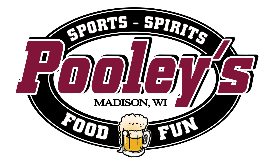 SPORTS - SPIRITS
Pooley's
MADISON, WI
FOOD FUN